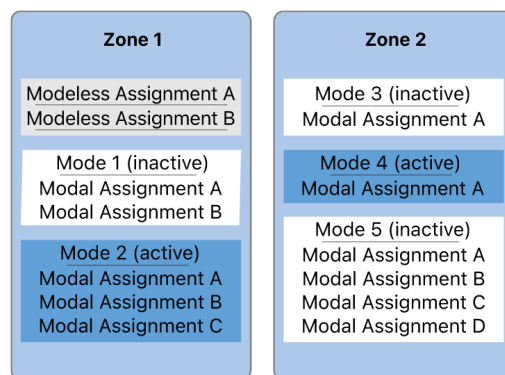 Zone 1
Modeless Assignment A
Modeless Assignment B
Mode 1 (inactive)
Modal Assignment A
Modal Assignment B
Mode 2 (active)
Modal Assignment A
Modal Assignment B
Modal Assignment C
Zone 2
Mode 3 (inactive)
Modal Assignment A
Mode 4 (active)
Modal Assignment A
Mode 5 (inactive)
Modal Assignment A
Modal Assignment B
Modal Assignment C
Modal Assignment D